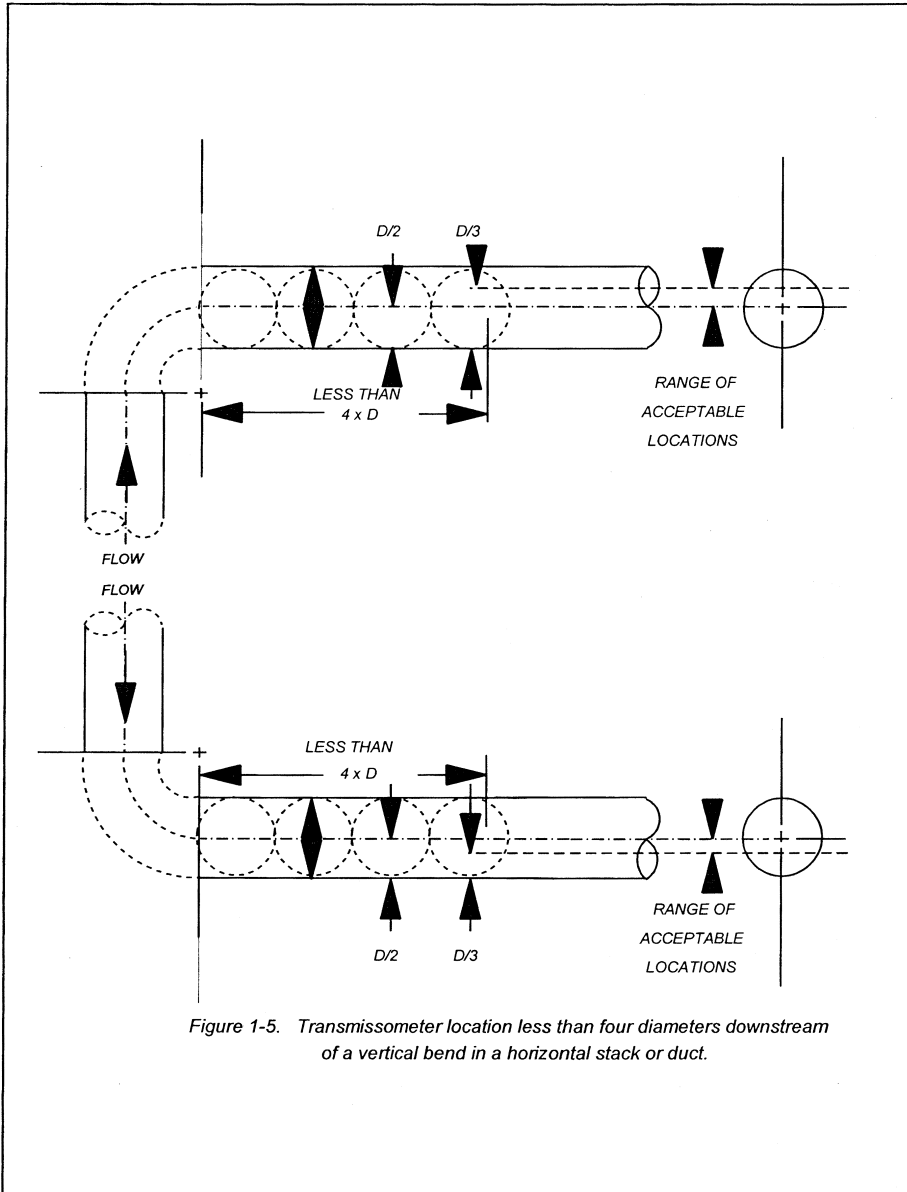 D/2 D/3
LESS THAN
4 x D
RANGE OF
ACCEPTABLE
LOCATIONS
FLOW
FLOW
LESS THAN
4 x D
D/2 D/3
RANGE OF
ACCEPTABLE
LOCATIONS
Figure 1-5. Transmissometer location less than four diameters downstream
of a vertical bend in a horizontal stack or duct.